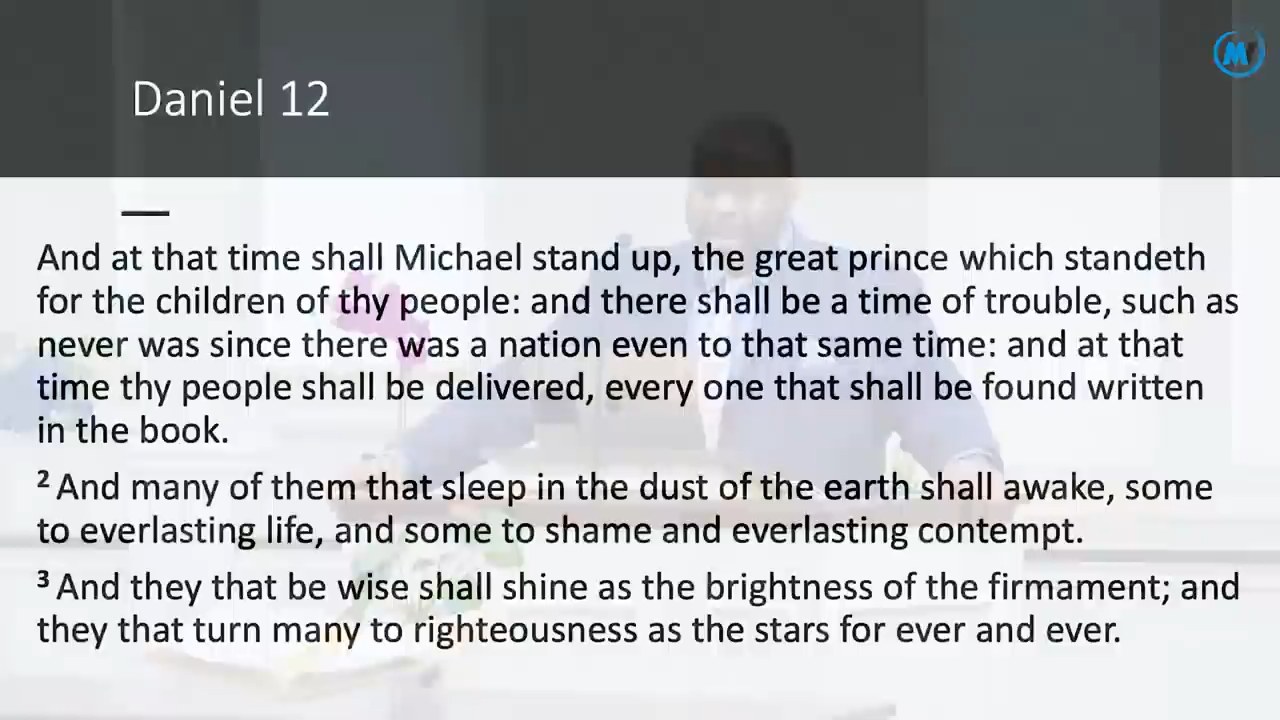 Daniel 12
And at that time shall Michael stand up, the great prince which standeth
for the children of thy people: and there shall be a time of trouble, such as
never was since there was a nation even to that same time: and at that
time thy people shall be delivered, every one that shall be found written
in the book.
2 And many of them that sleep in the dust of the earth shall awake, some
to everlasting life, and some to shame and everlasting contempt.
3 And they that be wise shall shine as the brightness of the firmament; and
they that turn many to righteousness as the stars for ever and ever.